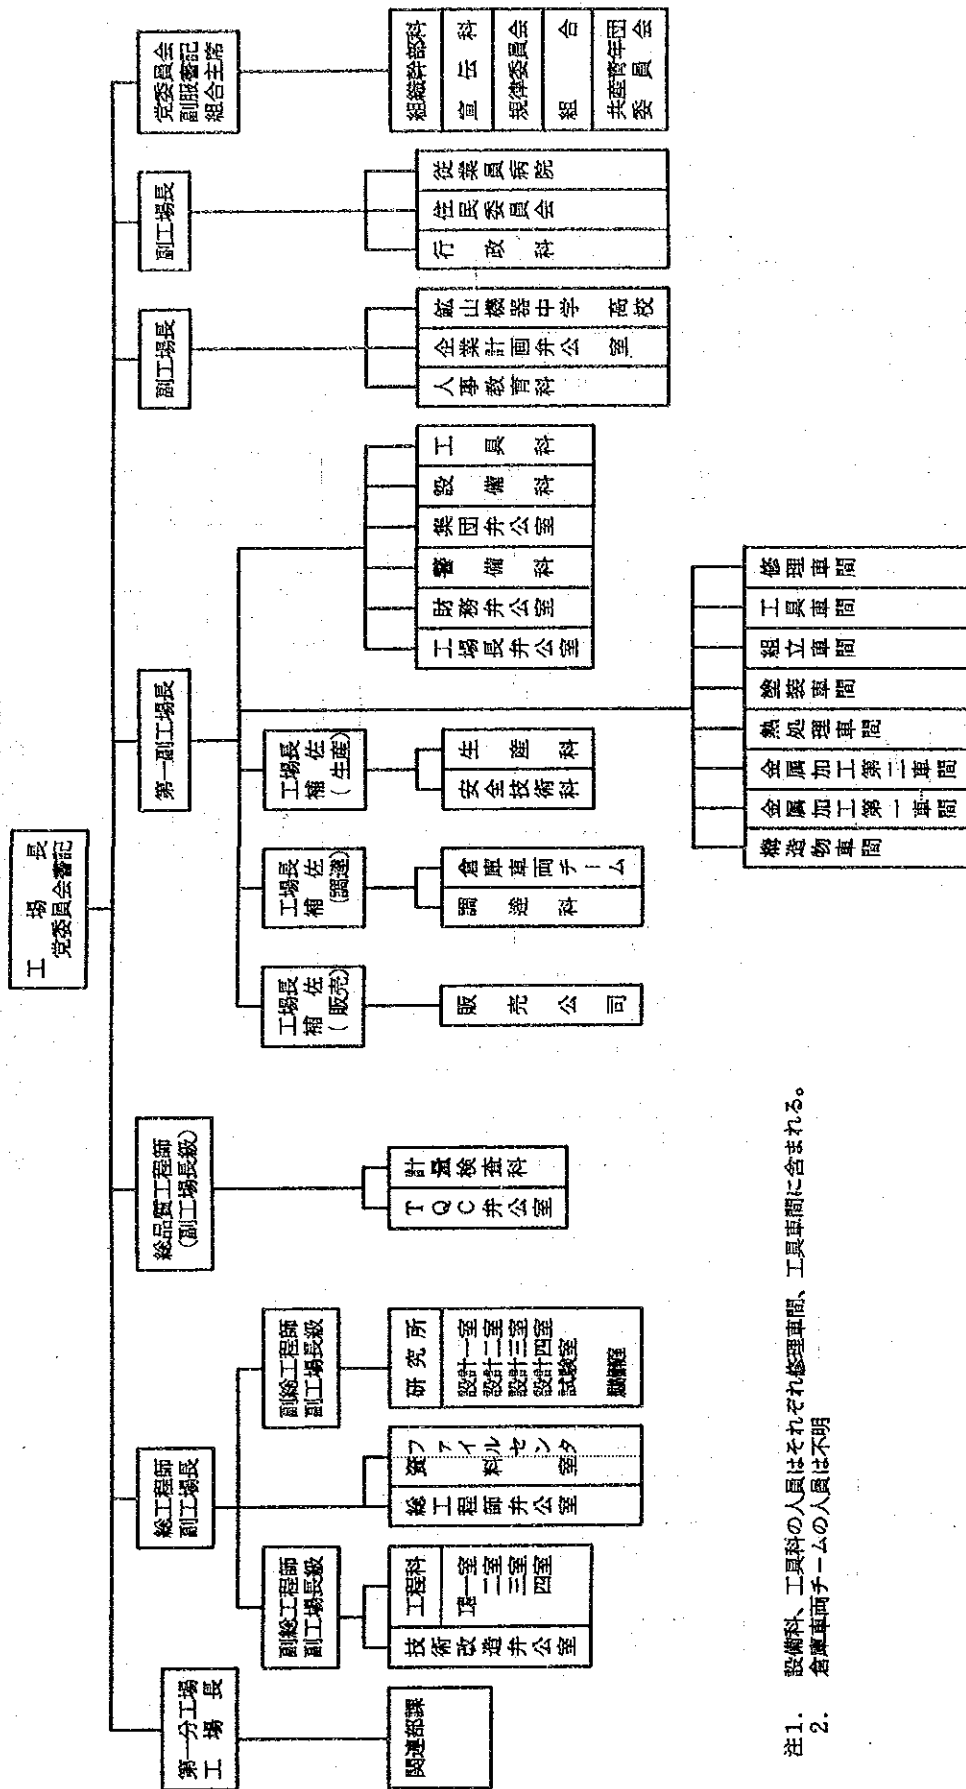 工場長
党委員会書記
第一分工場
工場長
関連部課
総工程師
副工場長
副総工程師
副工場長級
技術改造弁公室
工程科
工程一室
二室
三室
四室
総工程師弁公室
ファイルセンタ
資料室
副総工程師
副工場長級
研究所
設計一室
設計二室
設計三室
設計四室
試験室
総品質工程師
(副工場長級)
TQC弁公室
計量検査科
第一副工場長
工場長
補佐
(販売)
販売公司
工場長
補佐
(調達)
調達科
倉庫車両チーム
工場長
補佐
(生産)
安全技術科
生産科
工場長弁公室
財務弁公室
警備科
集団弁公室
設備科
工具科
構造物車間
金属加工第一車間
金属加工第二車間
熱処理車間
塗装車間
組立車間
工具車間
修理車間
副工場長
人事教育科
企業計画弁公室
鉱山機器中学高校
副工場長
行政科
住民委員会
従業員病院
党委員会
副服書記
組合主席
組織幹部科
宣伝科
規律委員会
組合
共産青年団
委員会
注1. 設備科、工具科の人員はそれぞれ修理車間、工具車間に含まれる。
2. 倉庫車両チームの人員は不明